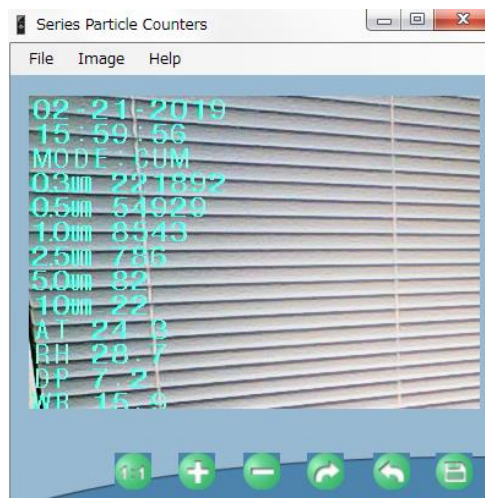 Series Particle Counters
File Image Help
02-21-2019
15:59:56
MODE:CUM
0.3um 221892
0.5um 54929
1.0um 8343
2.5um 786
5.0um 82
10um 22
AT 24.3
RH 28.7
DP 7.2
WB 15.9
1:1